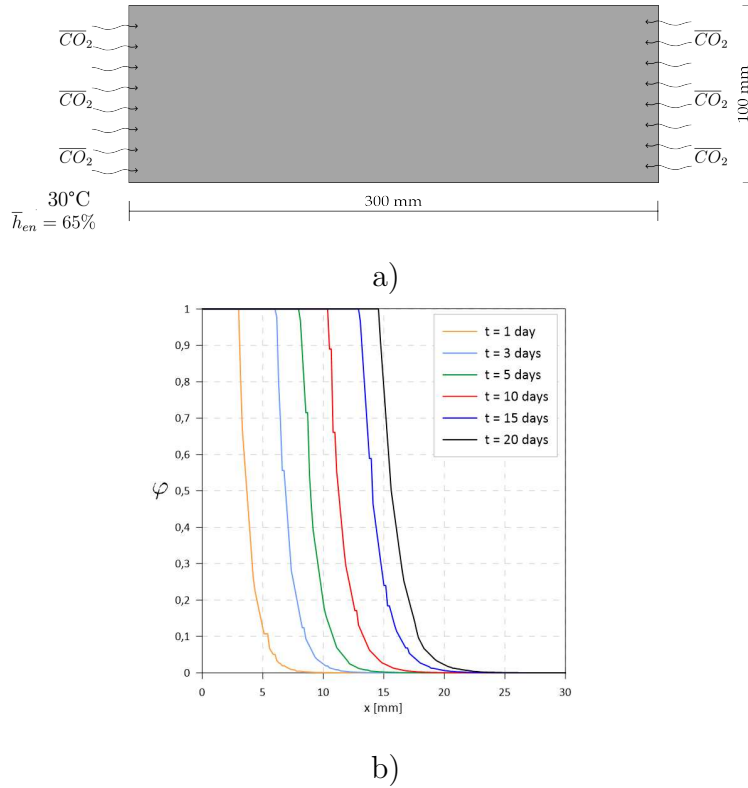 CO₂ CO₂
CO₂ CO₂
CO₂ CO₂
100 mm
30°C
h̅en = 65%
300 mm
a)
t = 1 day
t = 3 days
t = 5 days
t = 10 days
t = 15 days
t = 20 days
φ
1
0,9
0,8
0,7
0,6
0,5
0,4
0,3
0,2
0,1
0
0 5 10 15 20 25 30
x [mm]
b)